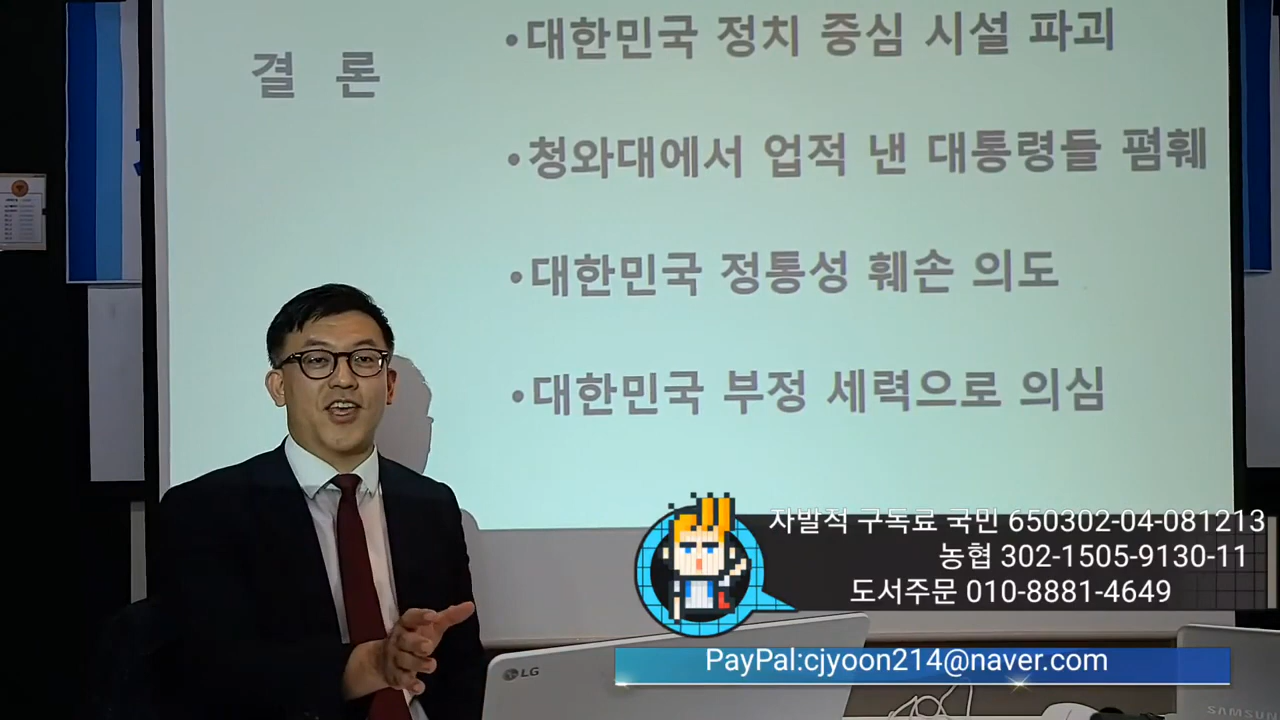 결 론
•대한민국 정치 중심 시설 파괴
•청와대에서 업적 낸 대통령들 폄훼
•대한민국 정통성 훼손 의도
•대한민국 부정 세력으로 의심
자발적 구독료 국민 650302-04-081213
농협 302-1505-9130-11
도서주문 010-8881-4649
PayPal:cjyoon214@naver.com
LG
SAMSUN